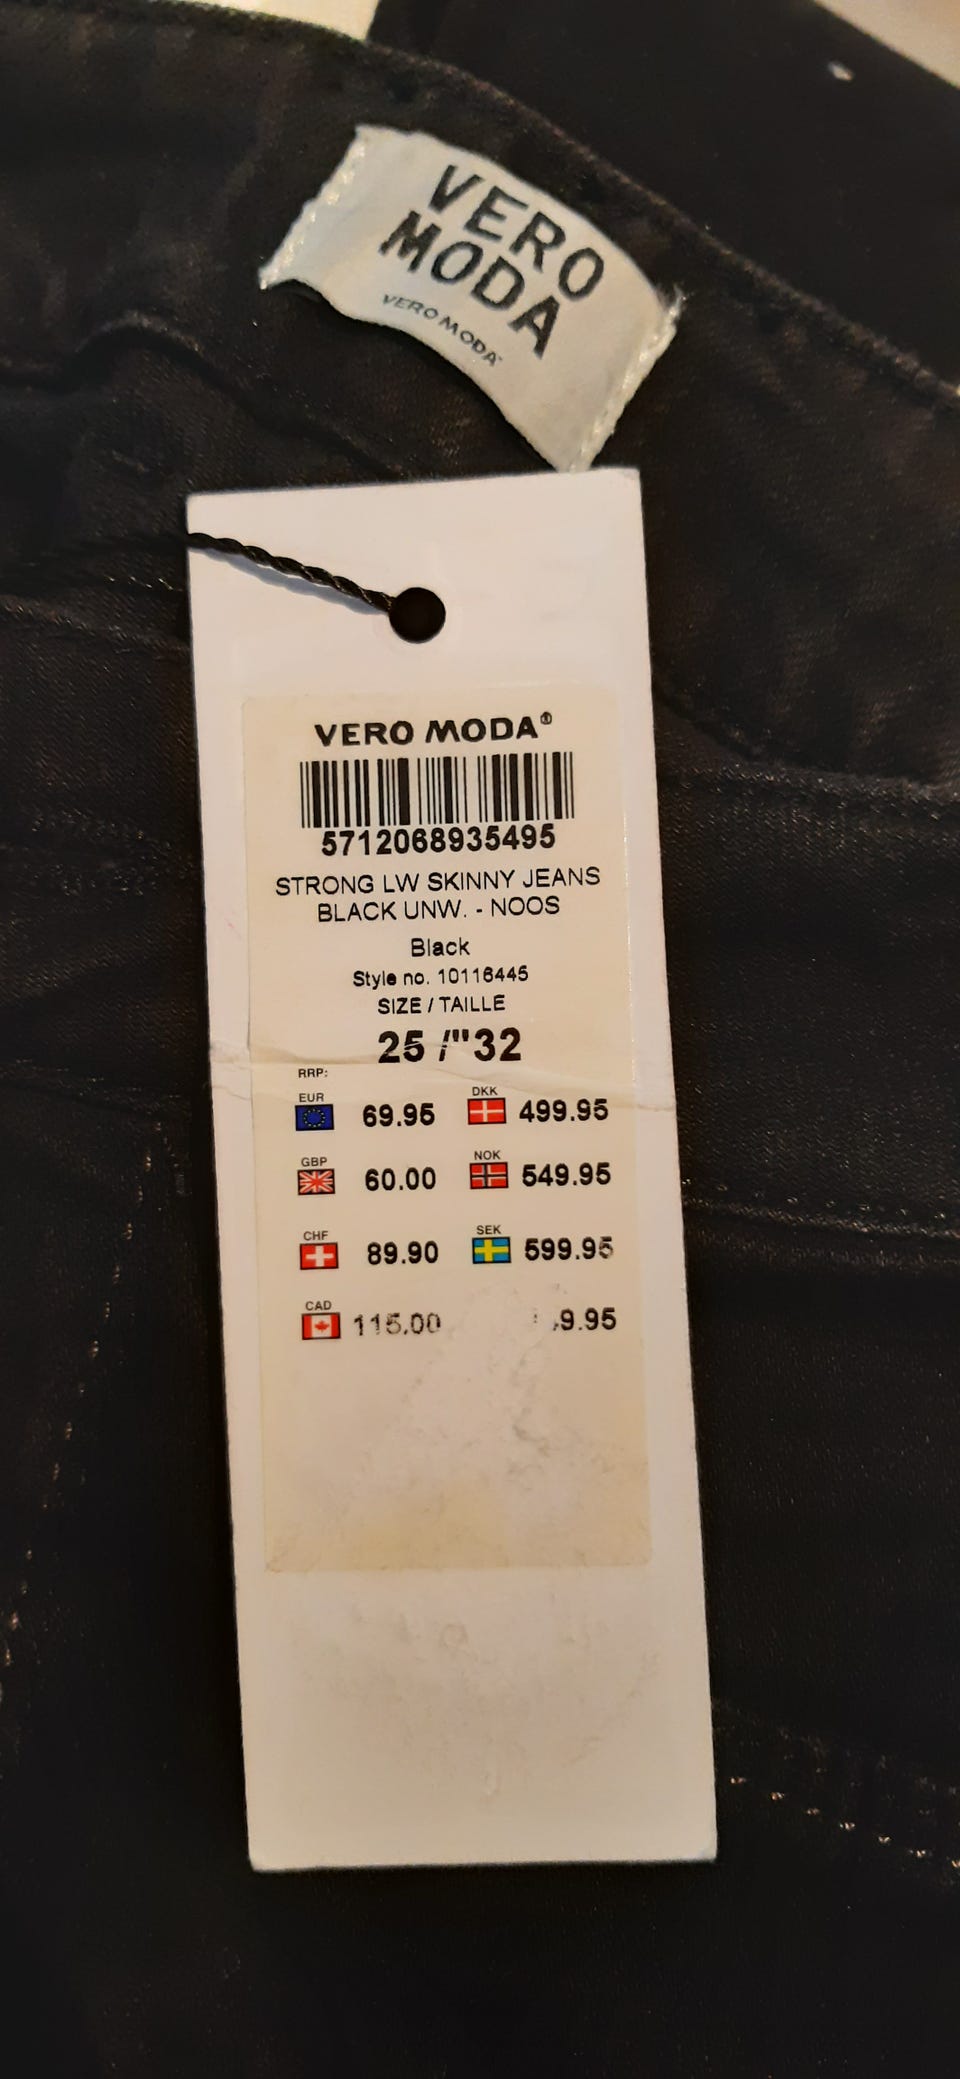 VERO
MODA
VERO MODA
VERO MODA®
5712068935495
STRONG LW SKINNY JEANS
BLACK UNW. - NOOS
Black
Style no. 10116445
SIZE / TAILLE
25 /"32
RRP:
EUR 69.95 DKK 499.95
GBP 60.00 NOK 549.95
CHF 89.90 SEK 599.95
CAD 115.00